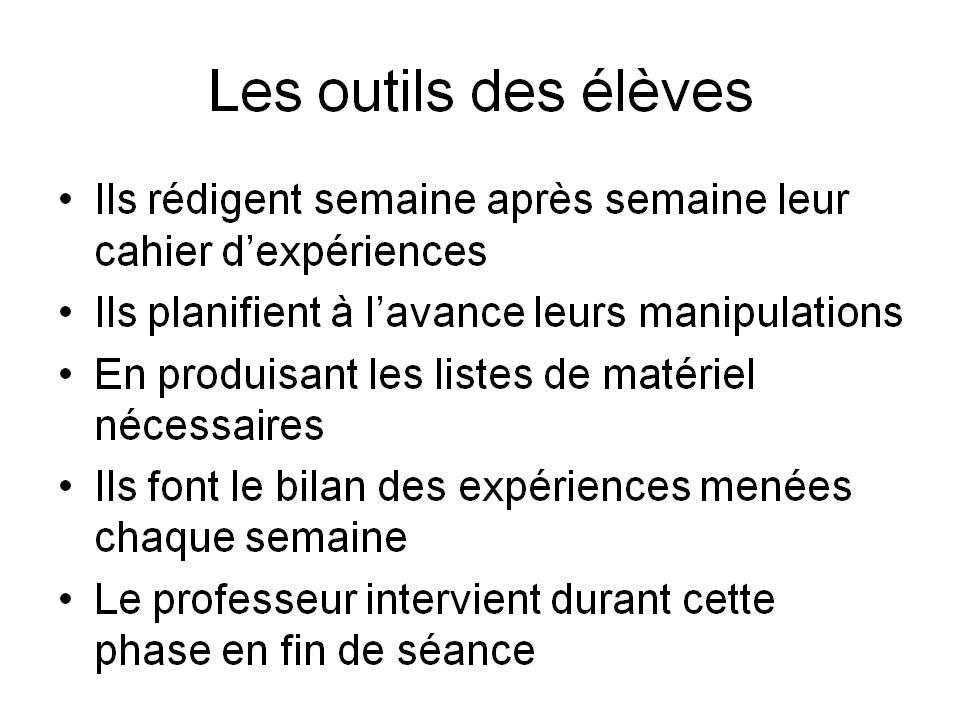 Les outils des élèves
• Ils rédigent semaine après semaine leur
cahier d’expériences
• Ils planifient à l’avance leurs manipulations
• En produisant les listes de matériel
nécessaires
• Ils font le bilan des expériences menées
chaque semaine
• Le professeur intervient durant cette
phase en fin de séance